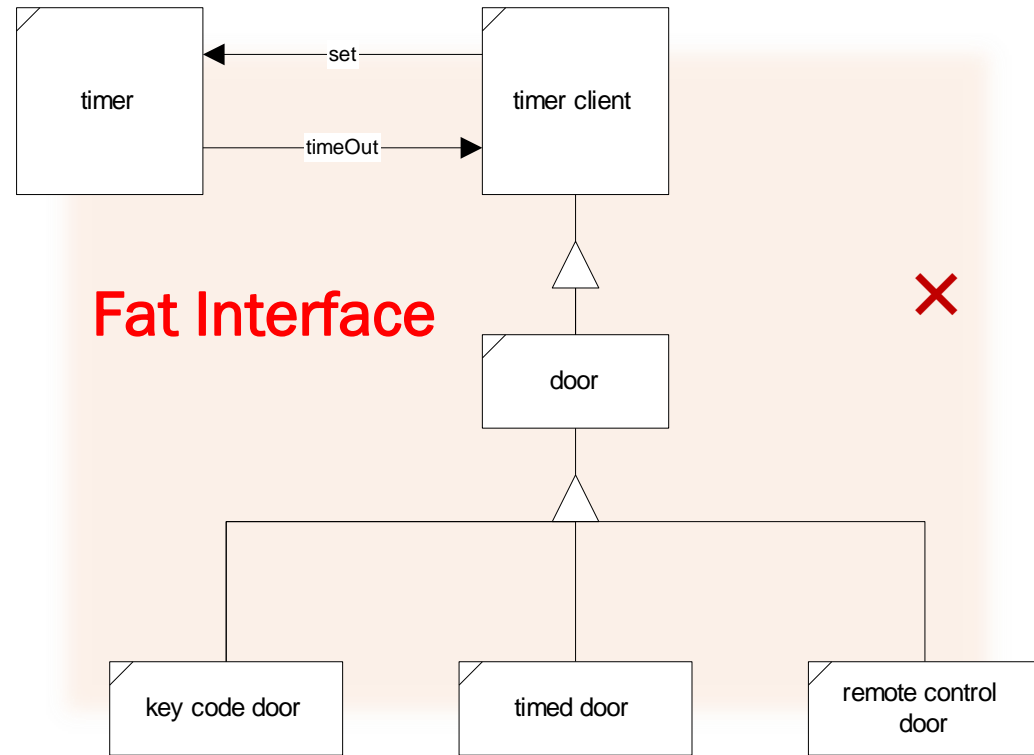 set
timer
timer client
timeOut
Fat Interface
door
key code door
timed door
remote control
door